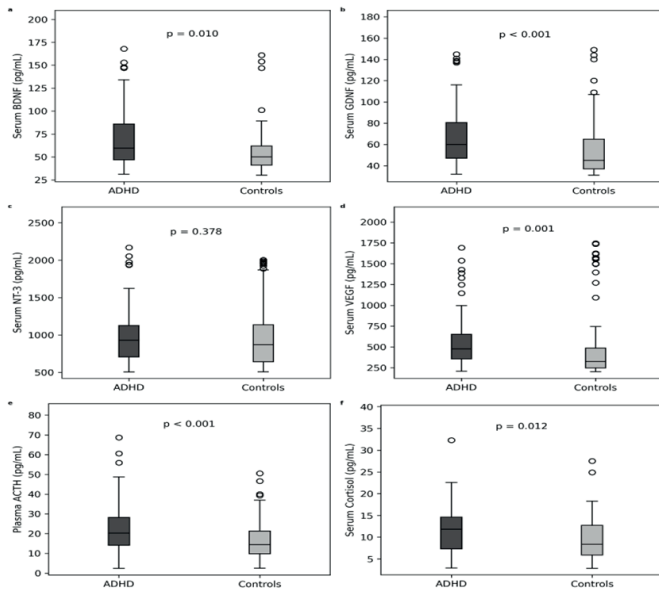 a
Serum BDNF (pg/mL)
200
175
150
125
100
75
50
25
p = 0.010
ADHD
Controls
b
Serum GDNF (pg/mL)
180
160
140
120
100
80
60
40
p < 0.001
ADHD
Controls
c
Serum NT-3 (pg/mL)
2500
2000
1500
1000
500
p = 0.378
ADHD
Controls
d
Serum VEGF (pg/mL)
2000
1750
1500
1250
1000
750
500
250
p = 0.001
ADHD
Controls
e
Plasma ACTH (pg/mL)
80
70
60
50
40
30
20
10
0
p < 0.001
ADHD
Controls
f
Serum Cortisol (pg/mL)
40
35
30
25
20
15
10
5
p = 0.012
ADHD
Controls